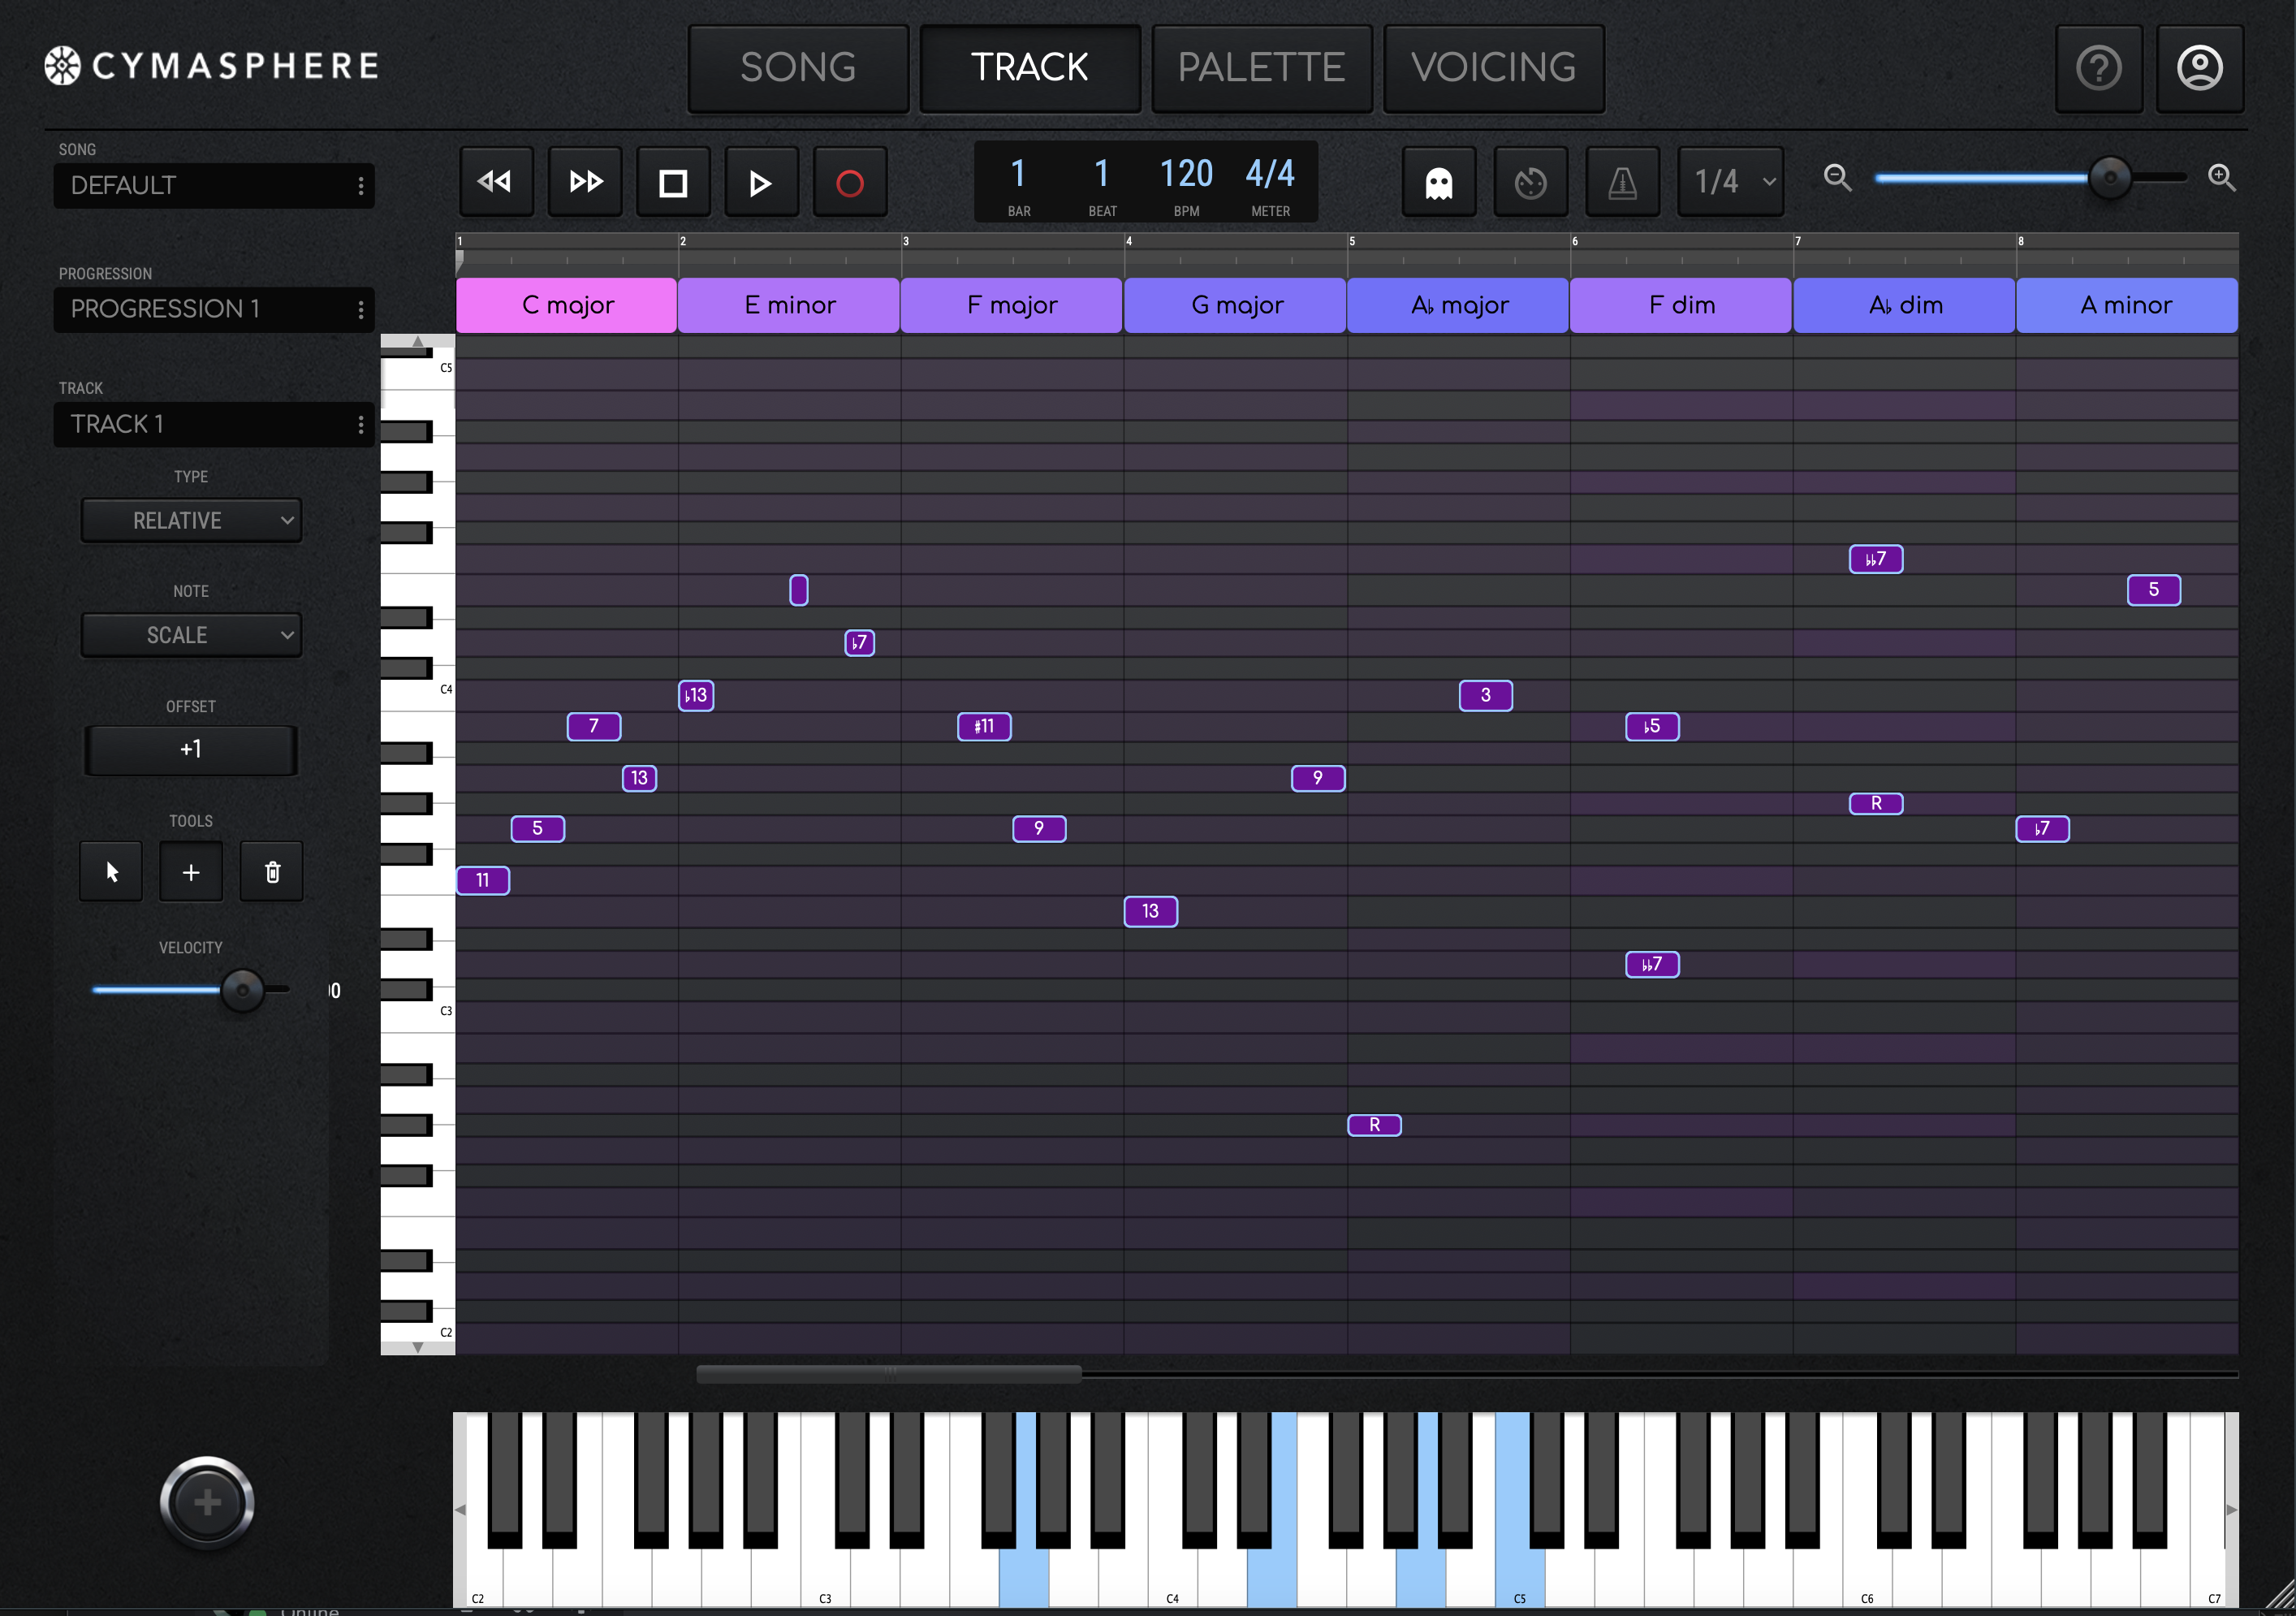 CYMASPHERE
SONG
TRACK
PALETTE
VOICING
SONG
DEFAULT
1 1 120 4/4
BAR BEAT BPM METER
1/4
PROGRESSION
PROGRESSION 1
1 2 3 4 5 6 7 8
C major E minor F major G major A♭ major F dim A♭ dim A minor
TRACK
TRACK 1
TYPE
RELATIVE
NOTE
SCALE
OFFSET
+1
TOOLS
VELOCITY
C5
♭♭7
5
♭7
C4
♭13
3
7
♯11
♭5
13
9
R
5
9
♭7
11
13
♭♭7
C3
R
C2
C2 C3 C4 C5 C6 C7